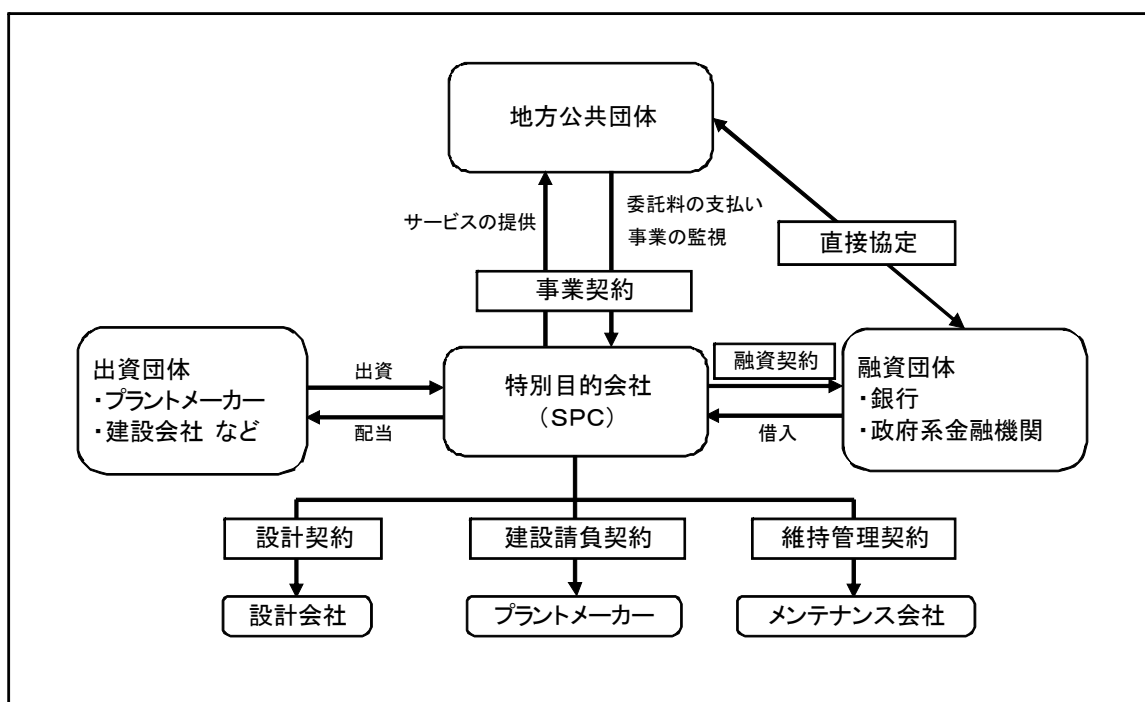 地方公共団体
サービスの提供
委託料の支払い
事業の監視
直接協定
事業契約
出資団体
・プラントメーカー
・建設会社 など
出資
配当
特別目的会社
（SPC）
融資契約
借入
融資団体
・銀行
・政府系金融機関
設計契約
建設請負契約
維持管理契約
設計会社
プラントメーカー
メンテナンス会社